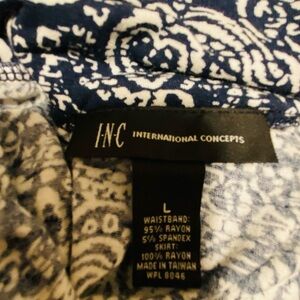 I·N·C INTERNATIONAL CONCEPTS
L
WAISTBAND:
95% RAYON
5% SPANDEX
SKIRT:
100% RAYON
MADE IN TAIWAN
WPL 8046